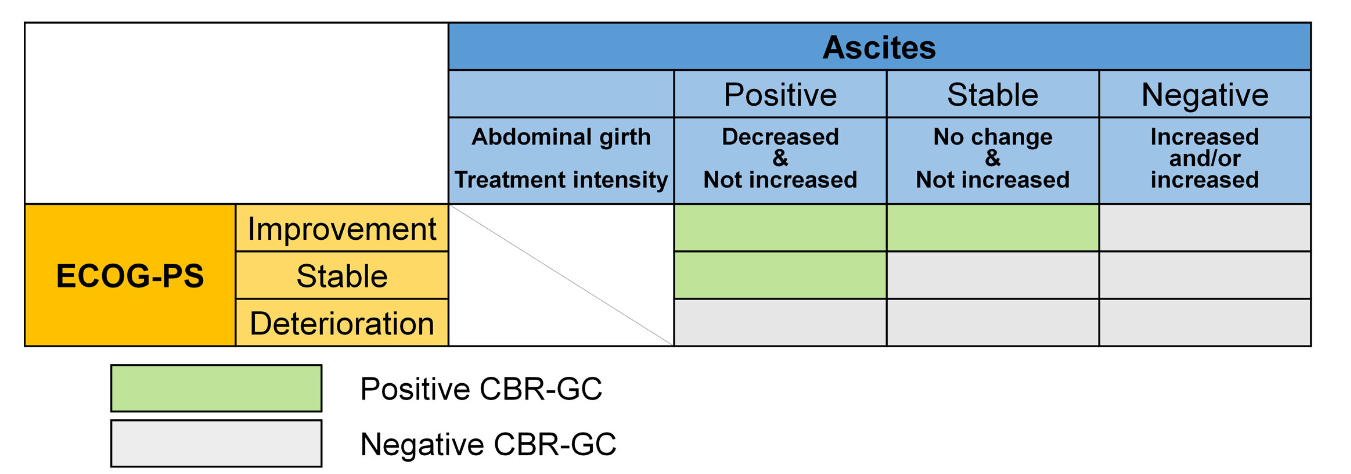 Ascites
Positive Stable Negative
Abdominal girth Decreased No change Increased
& & and/or
Treatment intensity Not increased Not increased increased
Improvement
ECOG-PS Stable
Deterioration
Positive CBR-GC
Negative CBR-GC